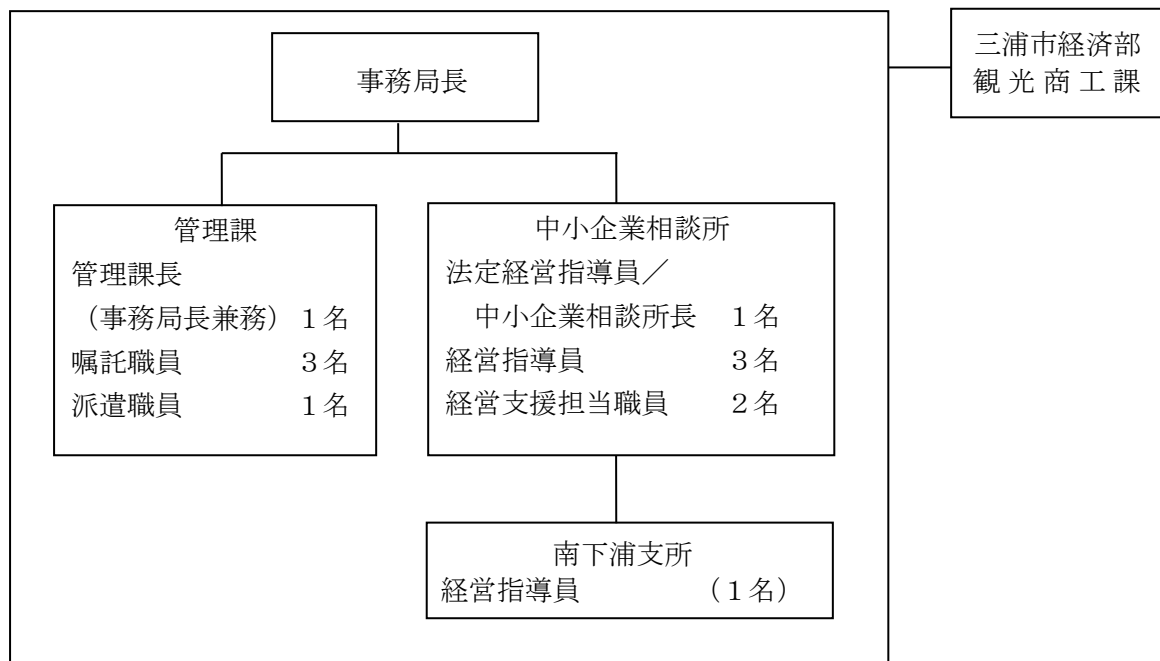 事務局長
三浦市経済部
観光商工課
管理課
管理課長
（事務局長兼務）１名
嘱託職員　３名
派遣職員　１名
中小企業相談所
法定経営指導員／
中小企業相談所長　１名
経営指導員　３名
経営支援担当職員　２名
南下浦支所
経営指導員　（１名）